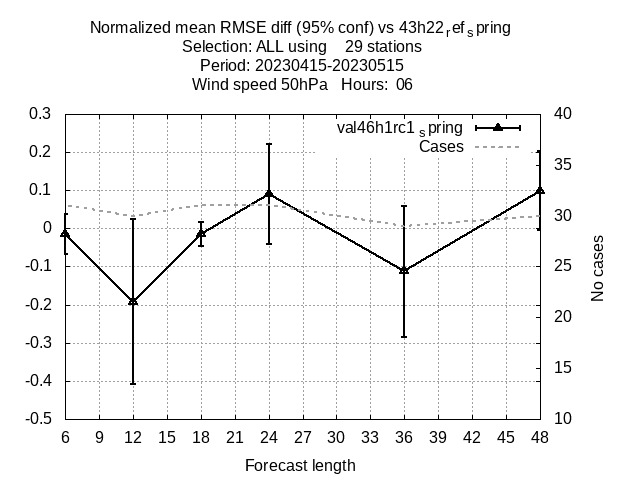 Normalized mean RMSE diff (95% conf) vs 43h22refspring
Selection: ALL using 29 stations
Period: 20230415-20230515
Wind speed 50hPa Hours: 06
val46h1rc1spring
Cases
0.3
0.2
0.1
0
-0.1
-0.2
-0.3
-0.4
-0.5
40
35
30
25
20
15
10
No cases
6 9 12 15 18 21 24 27 30 33 36 39 42 45 48
Forecast length